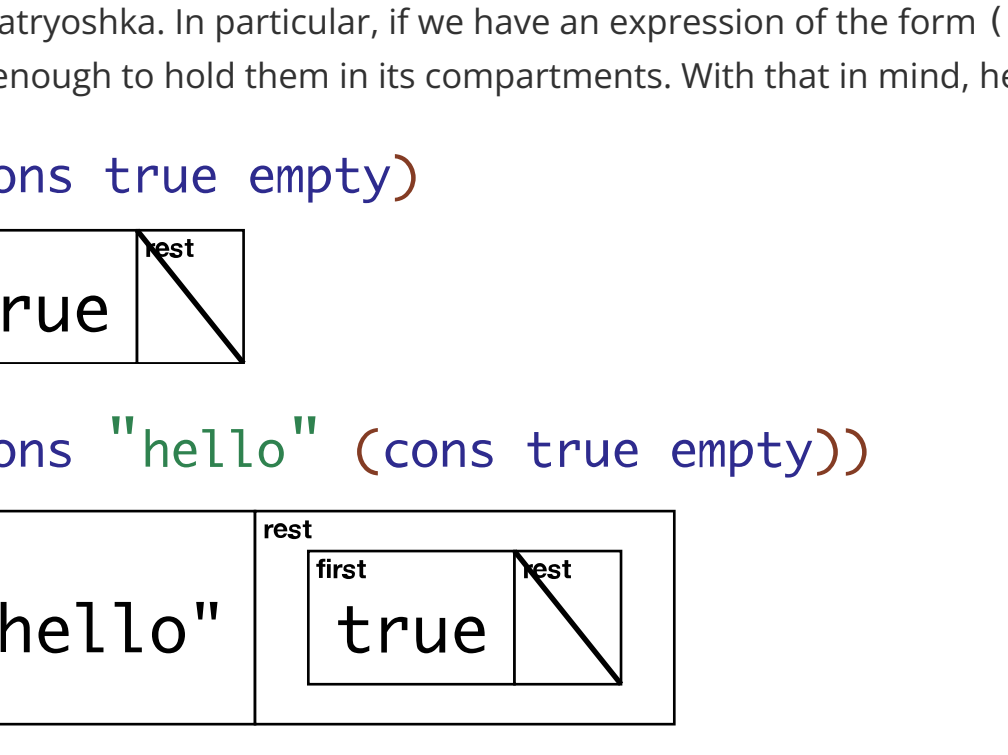 atryoshka. In particular, if we have an expression of the form (
enough to hold them in its compartments. With that in mind, he
ons true empty)
rest
rue
ons "hello" (cons true empty))
rest
first rest
hello" true